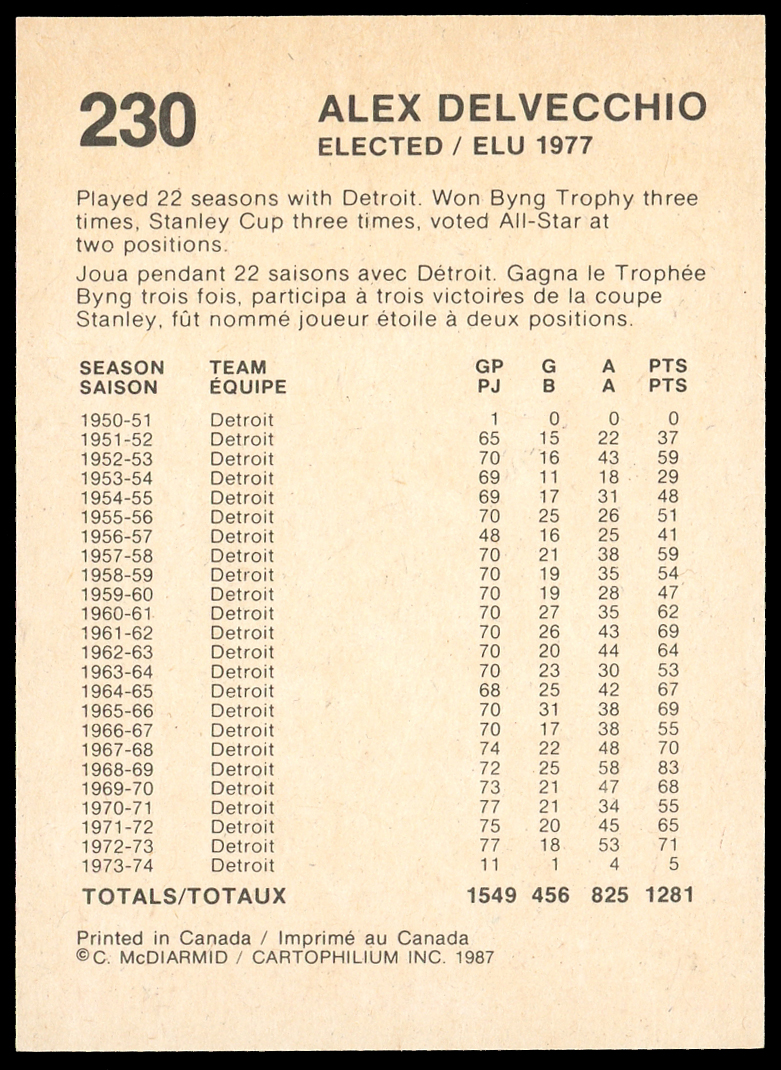 230
ALEX DELVECCHIO
ELECTED / ELU 1977
Played 22 seasons with Detroit. Won Byng Trophy three
times, Stanley Cup three times, voted All-Star at
two positions.
Joua pendant 22 saisons avec Détroit. Gagna le Trophée
Byng trois fois, participa à trois victoires de la coupe
Stanley, fût nommé joueur étoile à deux positions.
SEASON TEAM GP G A PTS
SAISON ÉQUIPE PJ B A PTS
1950-51 Detroit 1 0 0 0
1951-52 Detroit 65 15 22 37
1952-53 Detroit 70 16 43 59
1953-54 Detroit 69 11 18 29
1954-55 Detroit 69 17 31 48
1955-56 Detroit 70 25 26 51
1956-57 Detroit 48 16 25 41
1957-58 Detroit 70 21 38 59
1958-59 Detroit 70 19 35 54
1959-60 Detroit 70 19 28 47
1960-61 Detroit 70 27 35 62
1961-62 Detroit 70 26 43 69
1962-63 Detroit 70 20 44 64
1963-64 Detroit 70 23 30 53
1964-65 Detroit 68 25 42 67
1965-66 Detroit 70 31 38 69
1966-67 Detroit 70 17 38 55
1967-68 Detroit 74 22 48 70
1968-69 Detroit 72 25 58 83
1969-70 Detroit 73 21 47 68
1970-71 Detroit 77 21 34 55
1971-72 Detroit 75 20 45 65
1972-73 Detroit 77 18 53 71
1973-74 Detroit 11 1 4 5
TOTALS/TOTAUX 1549 456 825 1281
Printed in Canada / Imprimé au Canada
©C. McDIARMID / CARTOPHILIUM INC. 1987